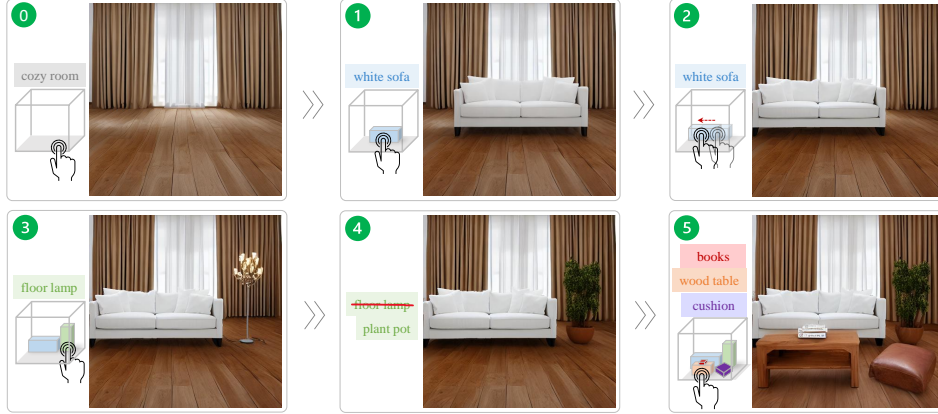 0
cozy room
1
white sofa
2
white sofa
3
floor lamp
4
floor lamp
plant pot
5
books
wood table
cushion